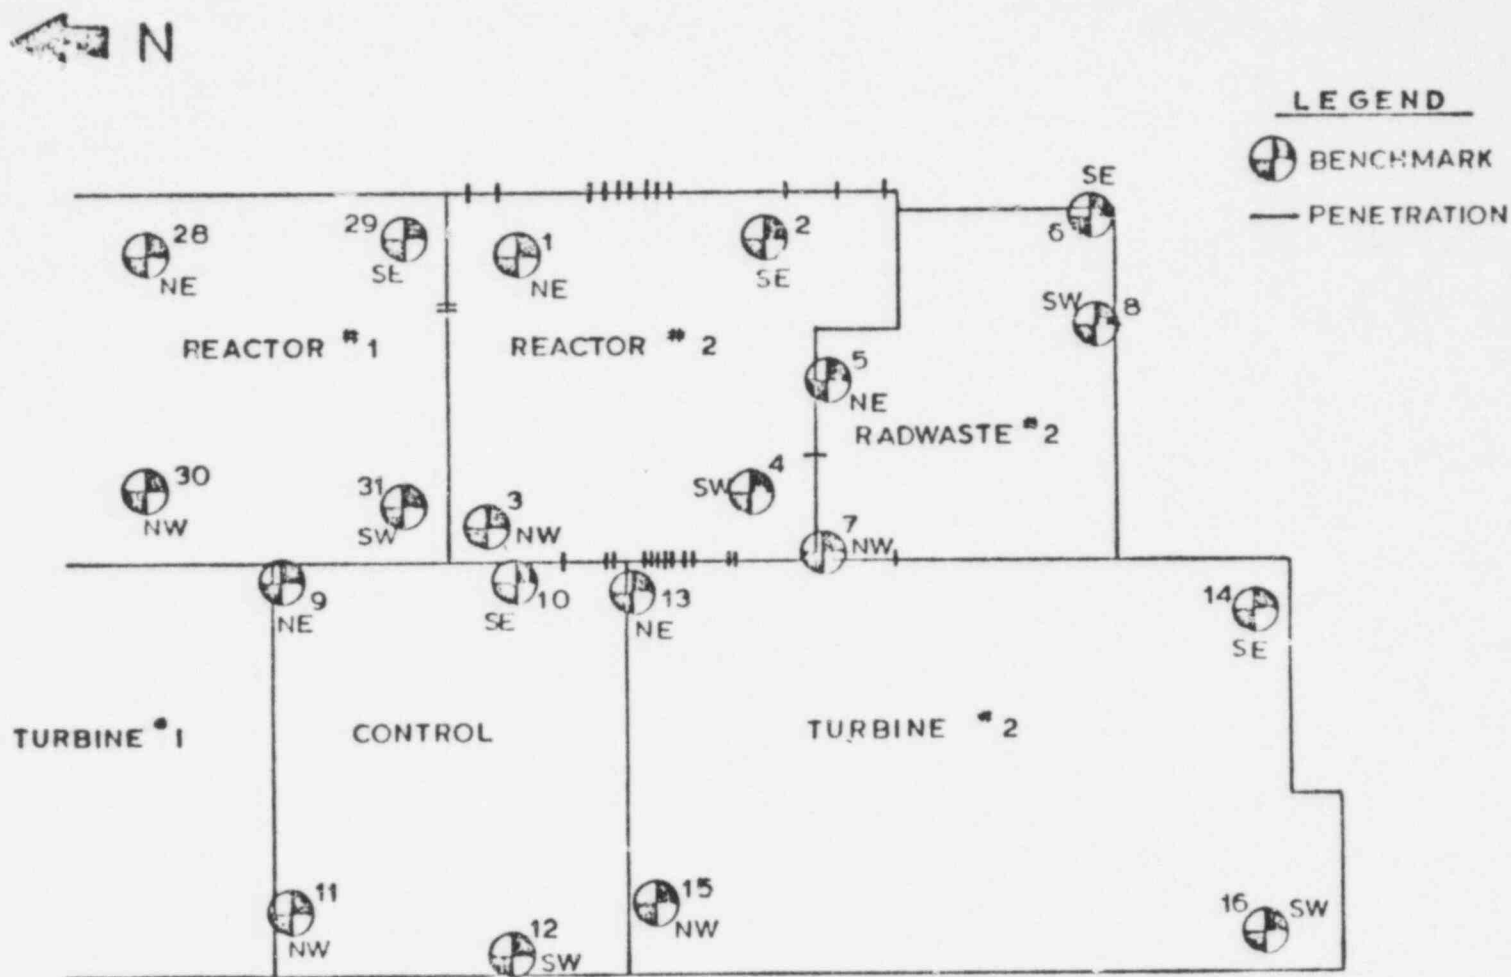 N
LEGEND
BENCHMARK
PENETRATION
SE
6
SW
8
28
NE
29
SE
1
NE
2
SE
REACTOR #1
REACTOR #2
5
NE
RADWASTE #2
30
NW
31
SW
3
NW
SW
4
7
NW
9
NE
10
SE
13
NE
14
SE
TURBINE #1
CONTROL
TURBINE #2
11
NW
12
SW
15
NW
16
SW